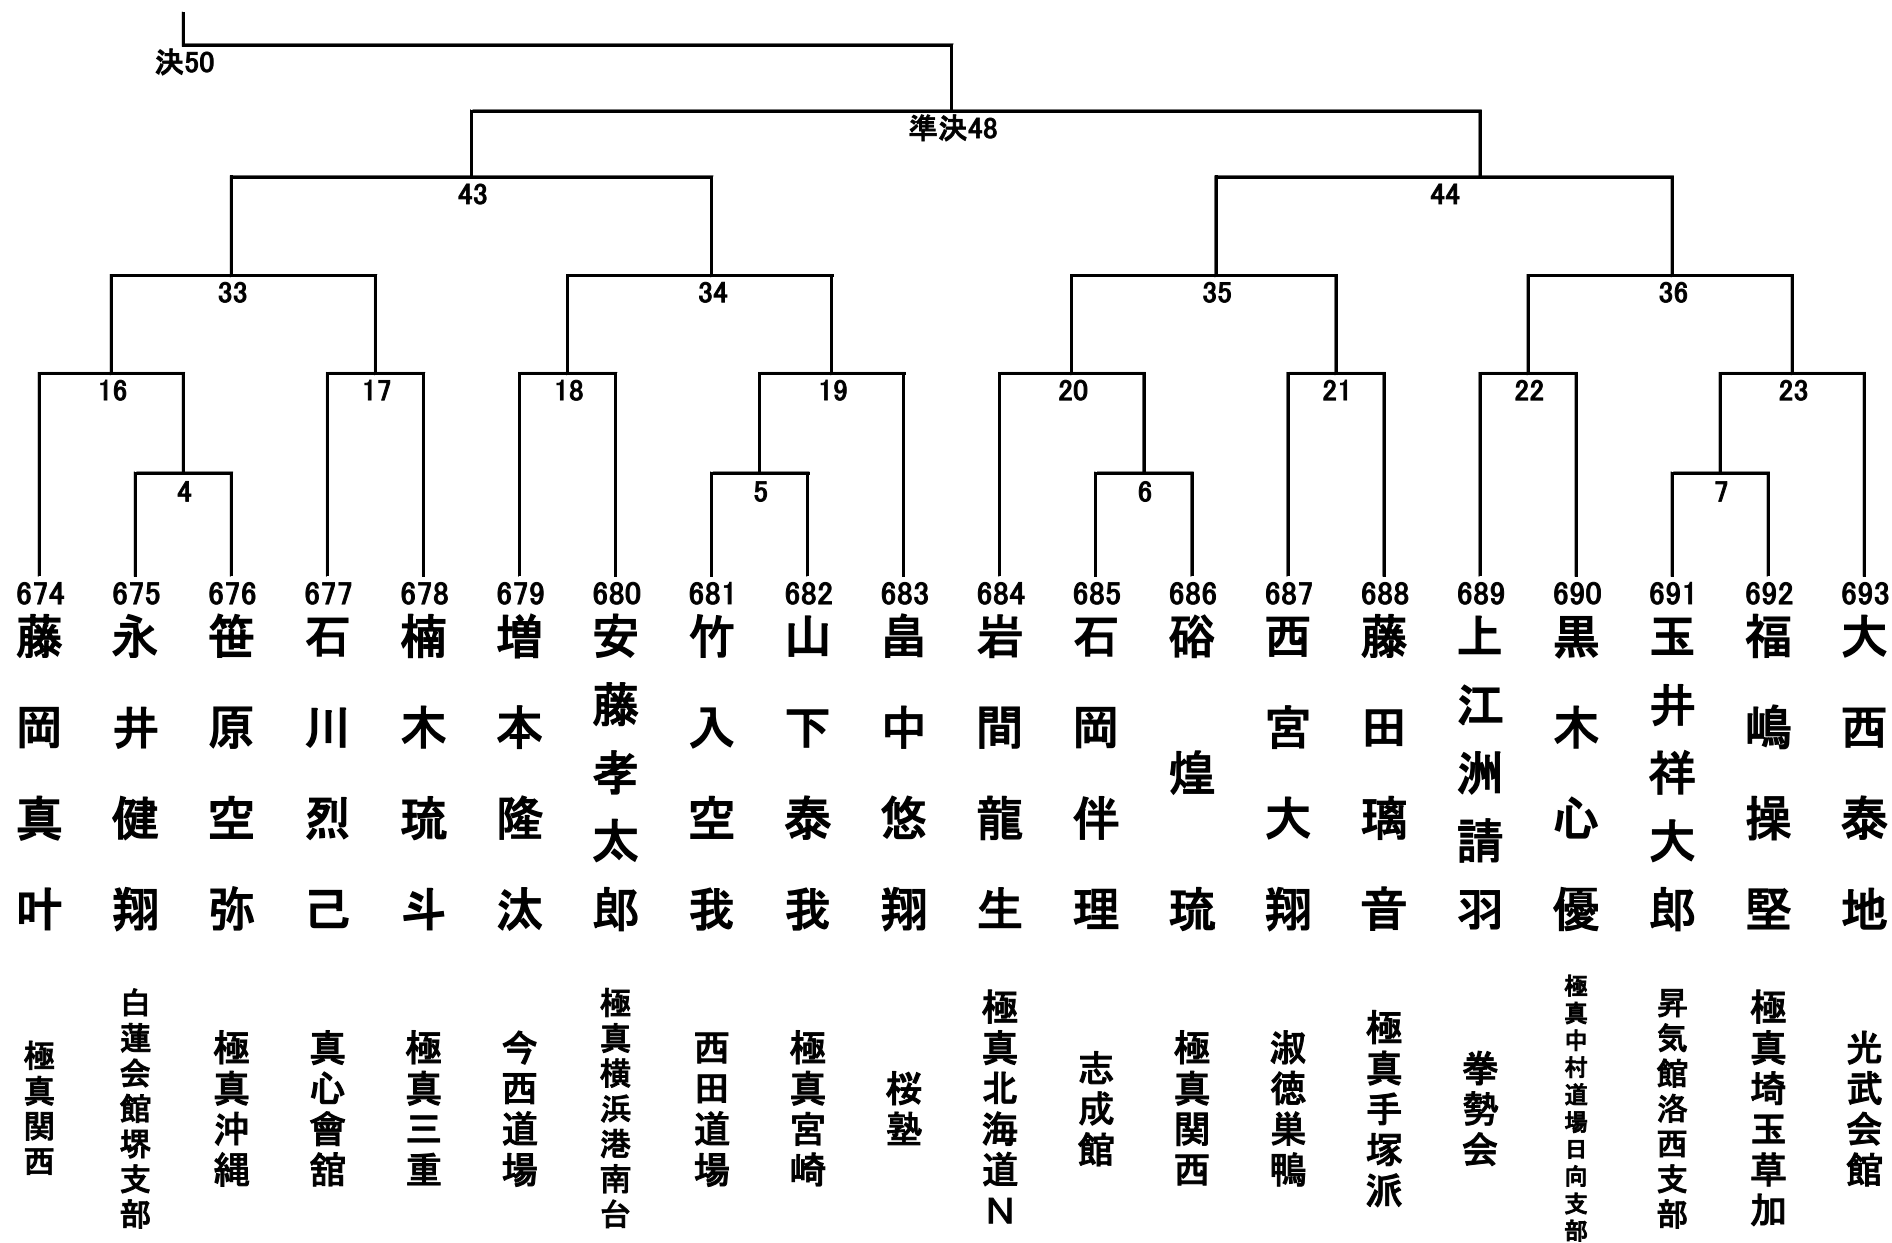 決50
準決48
43
44
33
34
35
36
16
17
18
19
20
21
22
23
4
5
6
7
674
藤岡真叶
極真関西
675
永井健翔
白蓮会館堺支部
676
笹原空弥
極真沖縄
677
石川烈己
真心會舘
678
楠木琉斗
極真三重
679
増本隆汰
今西道場
680
安藤孝太郎
極真横浜港南台
681
竹入空我
西田道場
682
山下泰我
極真宮崎
683
畠中悠翔
桜塾
684
岩間龍生
極真北海道N
685
石岡伴理
志成館
686
硲煌琉
極真関西
687
西宮大翔
淑徳巣鴨
688
藤田璃音
極真手塚派
689
上江洲請羽
拳勢会
690
黒木心優
極真中村道場日向支部
691
玉井祥大郎
昇気館洛西支部
692
福嶋操堅
極真埼玉草加
693
大西泰地
光武会館